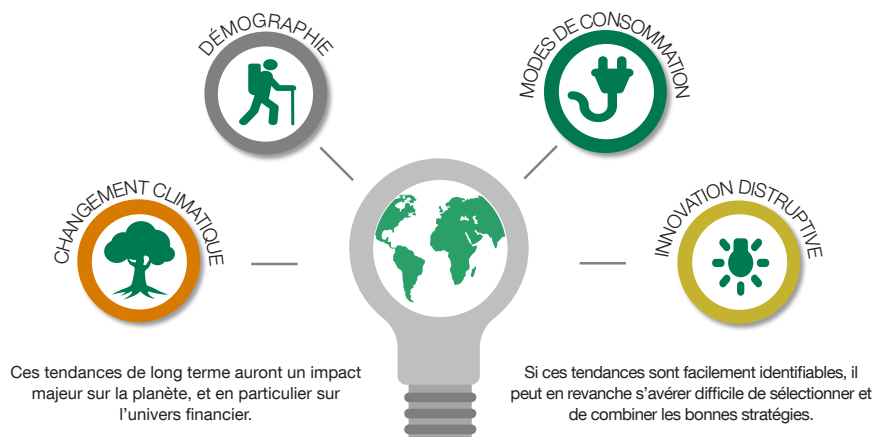 DÉMOGRAPHIE
MODES DE CONSOMMATION
CHANGEMENT CLIMATIQUE
INNOVATION DISTRUPTIVE
Ces tendances de long terme auront un impact
majeur sur la planète, et en particulier sur
l’univers financier.
Si ces tendances sont facilement identifiables, il
peut en revanche s’avérer difficile de sélectionner et
de combiner les bonnes stratégies.